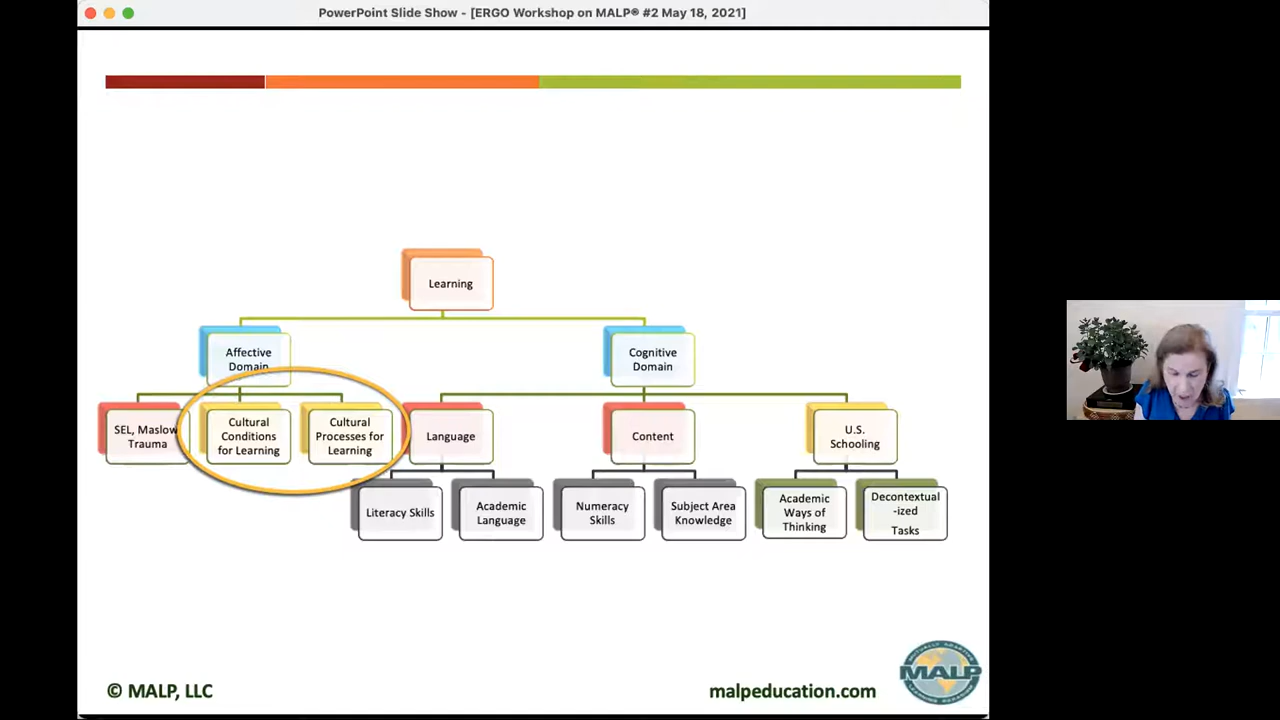 PowerPoint Slide Show - [ERGO Workshop on MALP® #2 May 18, 2021]
Learning
Affective
Domain
Cognitive
Domain
SEL, Maslow
Trauma
Cultural
Conditions
for Learning
Cultural
Processes for
Learning
Language
Content
U.S.
Schooling
Literacy Skills
Academic
Language
Numeracy
Skills
Subject Area
Knowledge
Academic
Ways of
Thinking
Decontextual
-ized
Tasks
© MALP, LLC
malpeducation.com
MALP